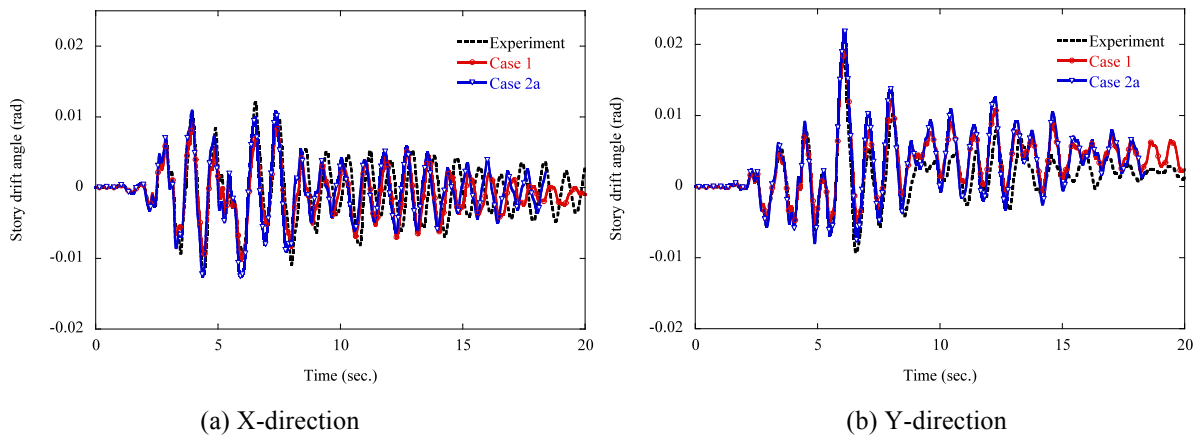 0.02
0.01
0
-0.01
-0.02
Story drift angle (rad)
Experiment
Case 1
Case 2a
0 5 10 15 20
Time (sec.)
(a) X-direction
0.02
0.01
0
-0.01
-0.02
Story drift angle (rad)
Experiment
Case 1
Case 2a
0 5 10 15 20
Time (sec.)
(b) Y-direction